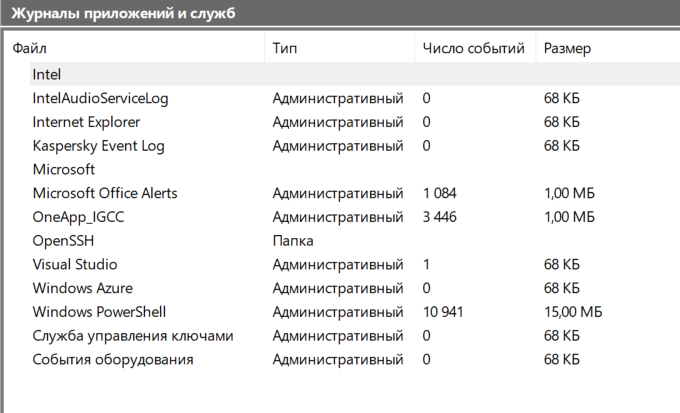 Журналы приложений и служб
Файл Тип Число событий Размер
Intel
IntelAudioServiceLog Административный 0 68 КБ
Internet Explorer Административный 0 68 КБ
Kaspersky Event Log Административный 0 68 КБ
Microsoft
Microsoft Office Alerts Административный 1 084 1,00 МБ
OneApp_IGCC Административный 3 446 1,00 МБ
OpenSSH Папка
Visual Studio Административный 1 68 КБ
Windows Azure Административный 0 68 КБ
Windows PowerShell Административный 10 941 15,00 МБ
Служба управления ключами Административный 0 68 КБ
События оборудования Административный 0 68 КБ